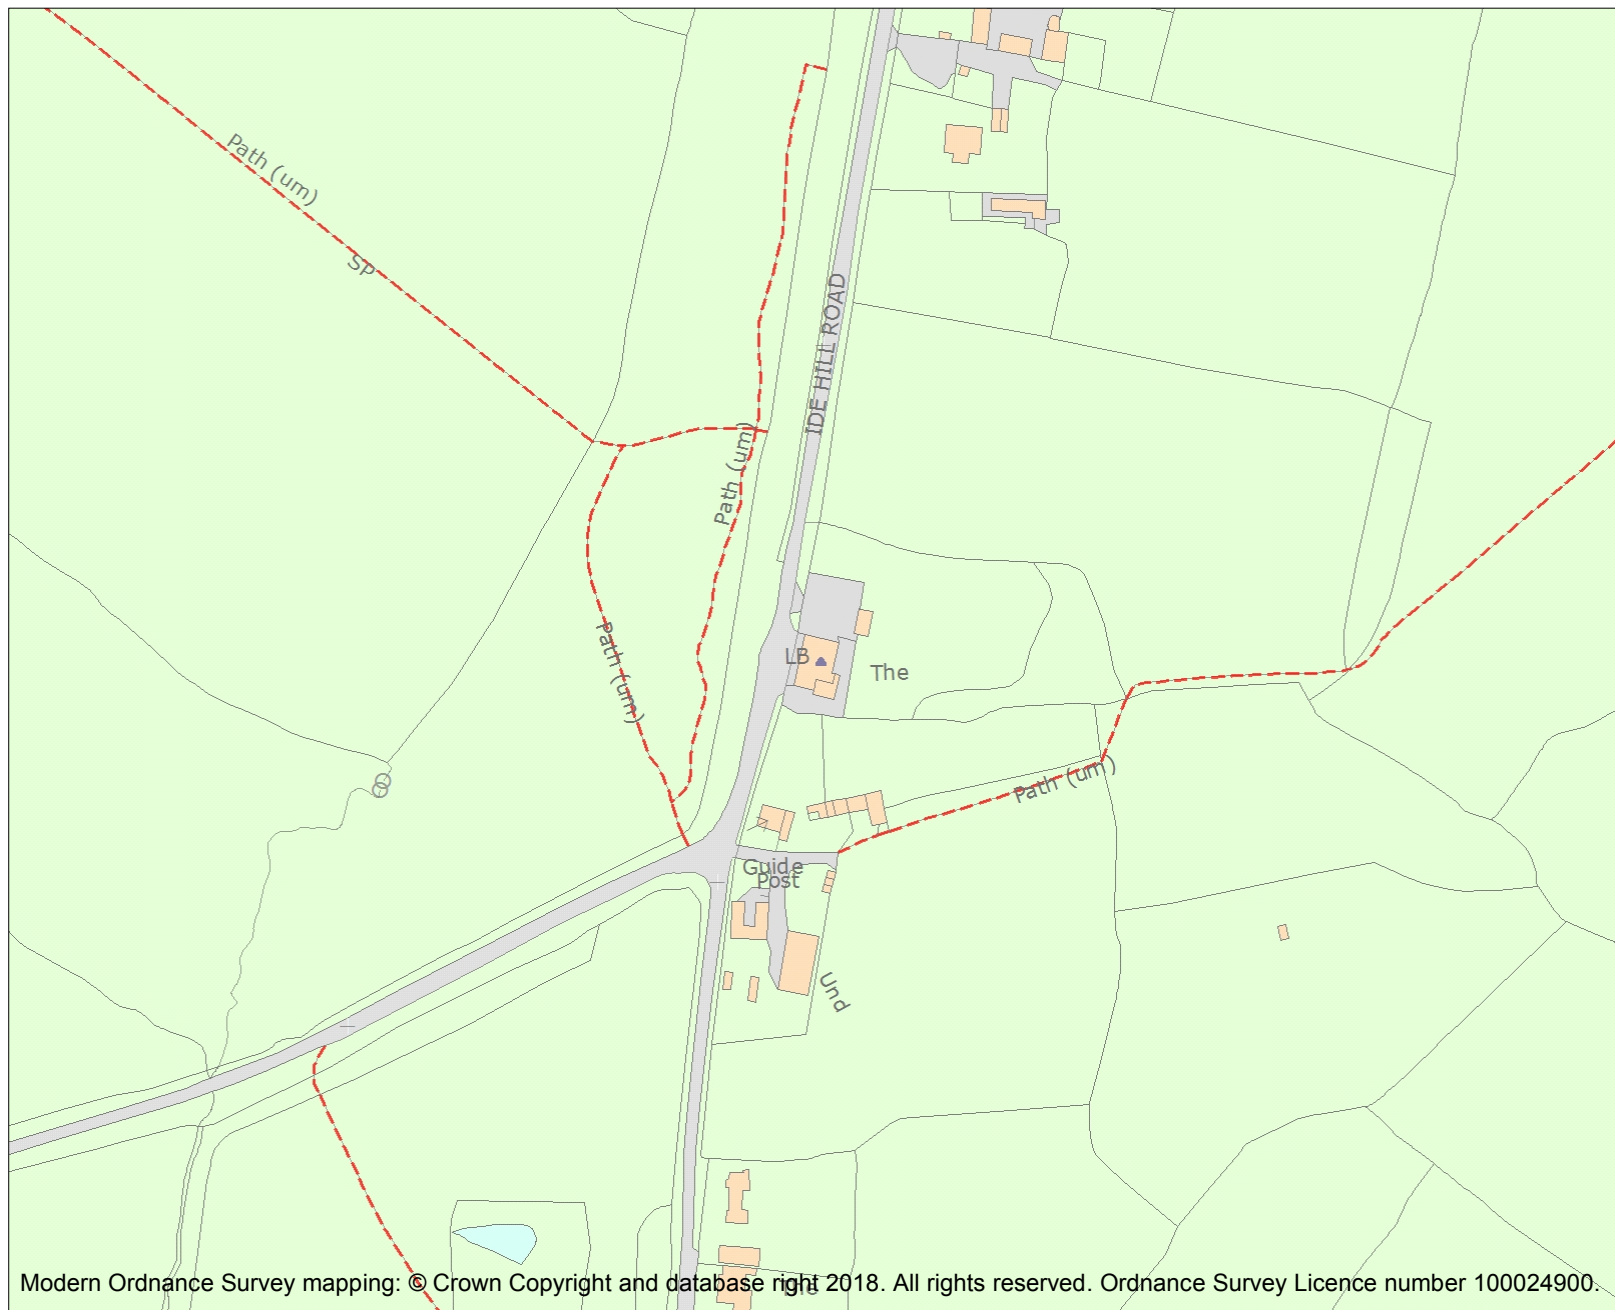 Path (um)
SP
IDE HILL ROAD
Path (um)
Path (um)
LB
The
Path (um)
Guide
Post
Und
Modern Ordnance Survey mapping: © Crown Copyright and database right 2018. All rights reserved. Ordnance Survey Licence number 100024900.